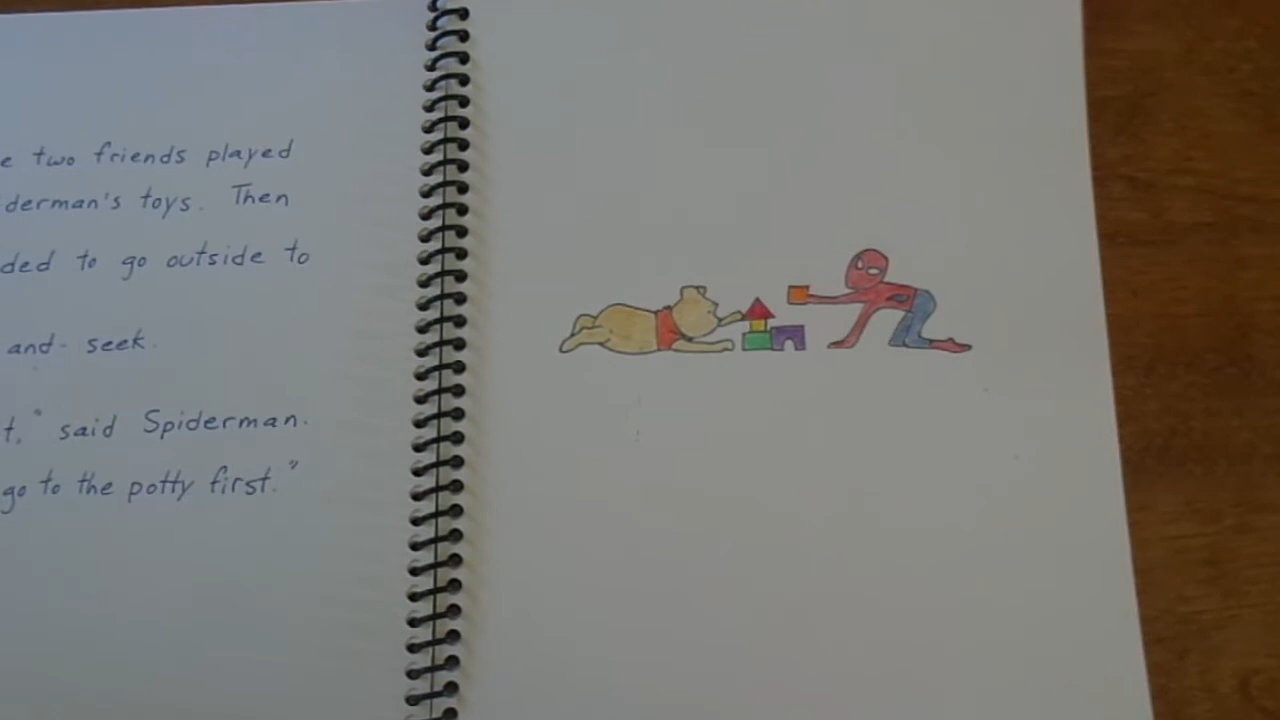 e two friends played
derman's toys. Then
ded to go outside to
and- seek.
t," said Spiderman.
go to the potty first."